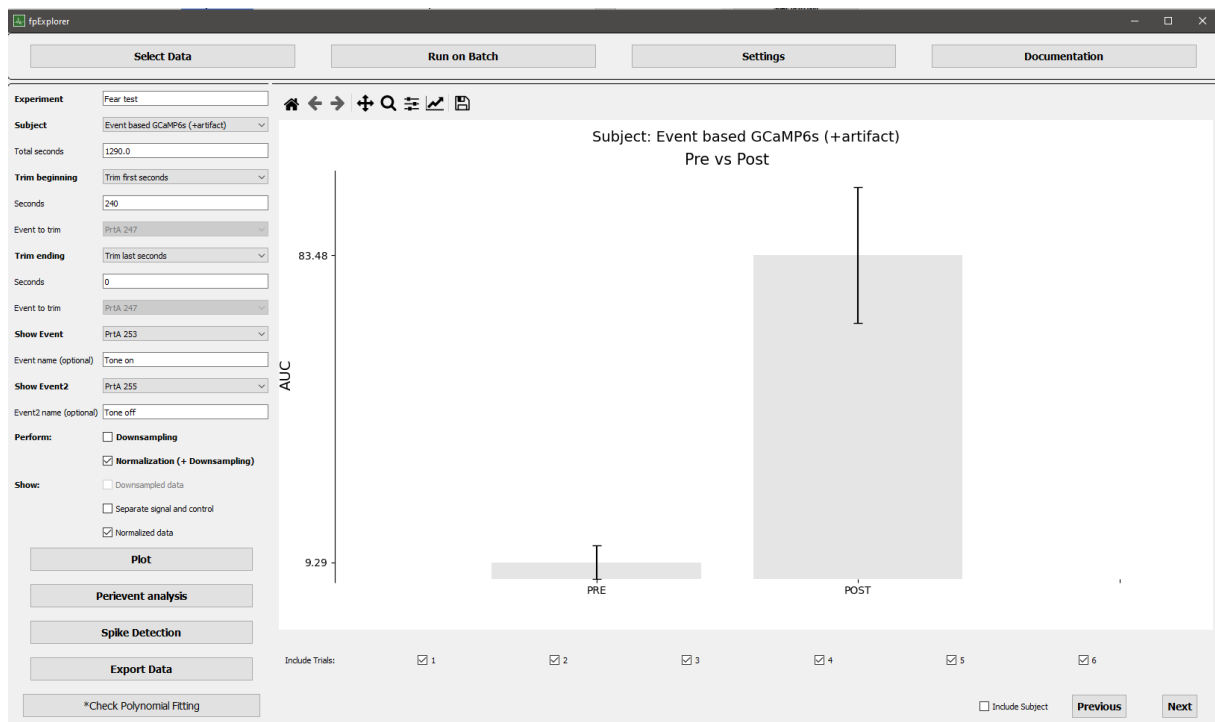 fpExplorer
Select Data
Run on Batch
Settings
Documentation
Experiment
Fear test
Subject
Event based GCaMP6s (+artifact)
Total seconds
1290.0
Trim beginning
Trim first seconds
Seconds
240
Event to trim
PrtA 247
Trim ending
Trim last seconds
Seconds
0
Event to trim
PrtA 247
Show Event
PrtA 253
Event name (optional)
Tone on
Show Event2
PrtA 255
Event2 name (optional)
Tone off
Perform:
Downsampling
Normalization (+ Downsampling)
Show:
Downsampled data
Separate signal and control
Normalized data
Plot
Perievent analysis
Spike Detection
Export Data
*Check Polynomial Fitting
Subject: Event based GCaMP6s (+artifact)
Pre vs Post
83.48
AUC
9.29
PRE
POST
Include Trials:
1
2
3
4
5
6
Include Subject
Previous
Next